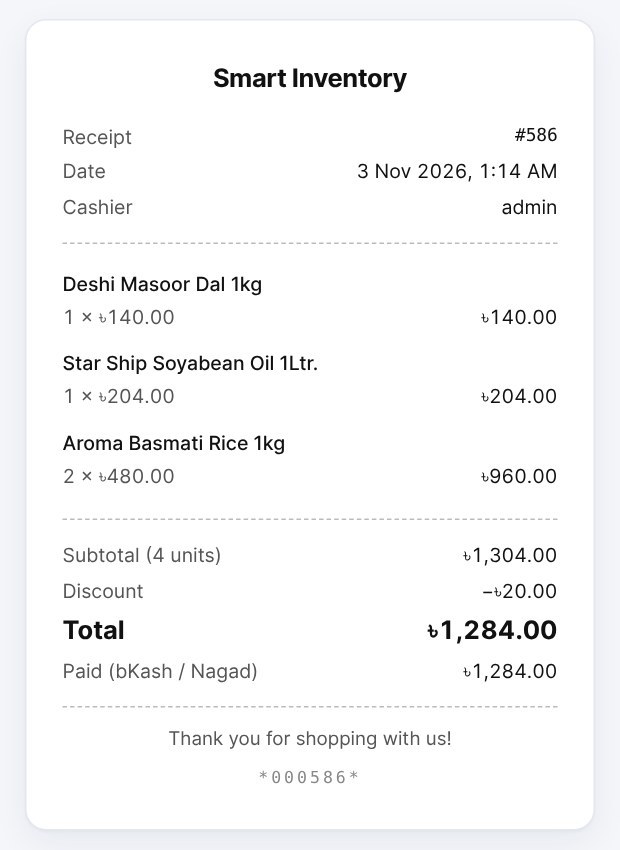 Smart Inventory
Receipt #586
Date 3 Nov 2026, 1:14 AM
Cashier admin
Deshi Masoor Dal 1kg
1 × ৳140.00 ৳140.00
Star Ship Soyabean Oil 1Ltr.
1 × ৳204.00 ৳204.00
Aroma Basmati Rice 1kg
2 × ৳480.00 ৳960.00
Subtotal (4 units) ৳1,304.00
Discount −৳20.00
Total ৳1,284.00
Paid (bKash / Nagad) ৳1,284.00
Thank you for shopping with us!
*000586*